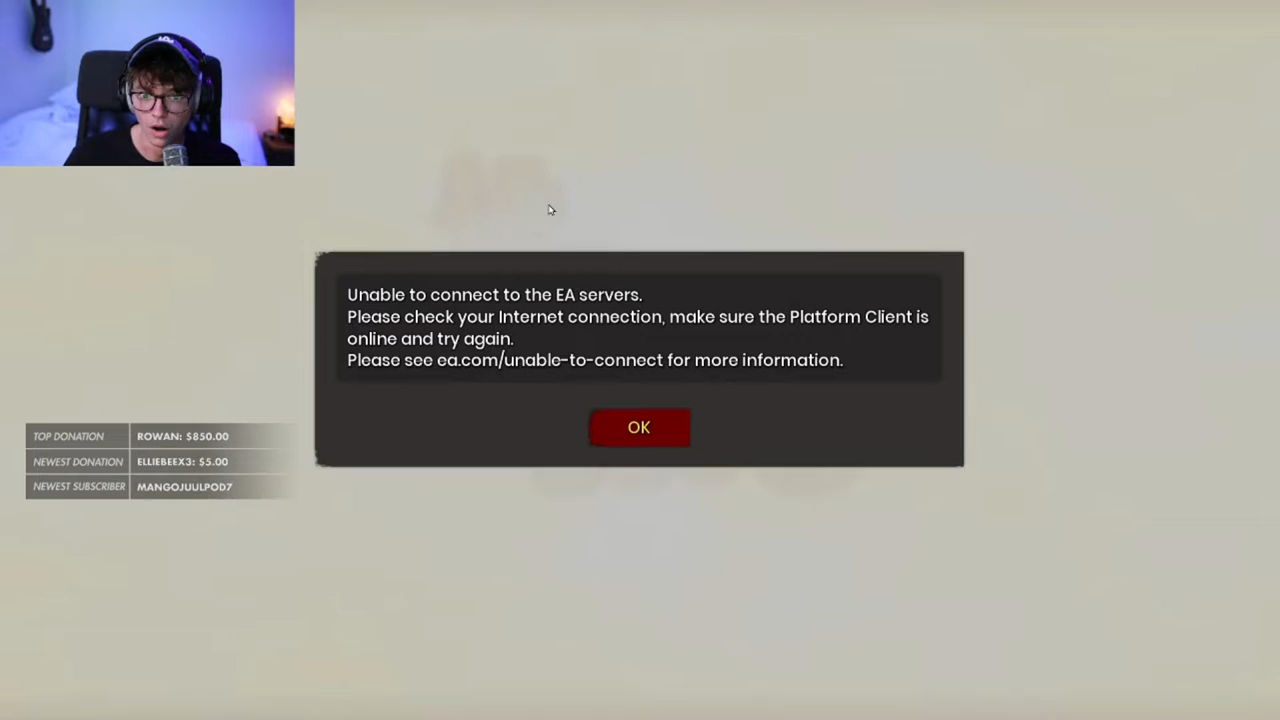 Unable to connect to the EA servers.
Please check your Internet connection, make sure the Platform Client is
online and try again.
Please see ea.com/unable-to-connect for more information.
OK
TOP DONATION ROWAN: $850.00
NEWEST DONATION ELLIEBEEX3: $5.00
NEWEST SUBSCRIBER MANGOJUULPOD7